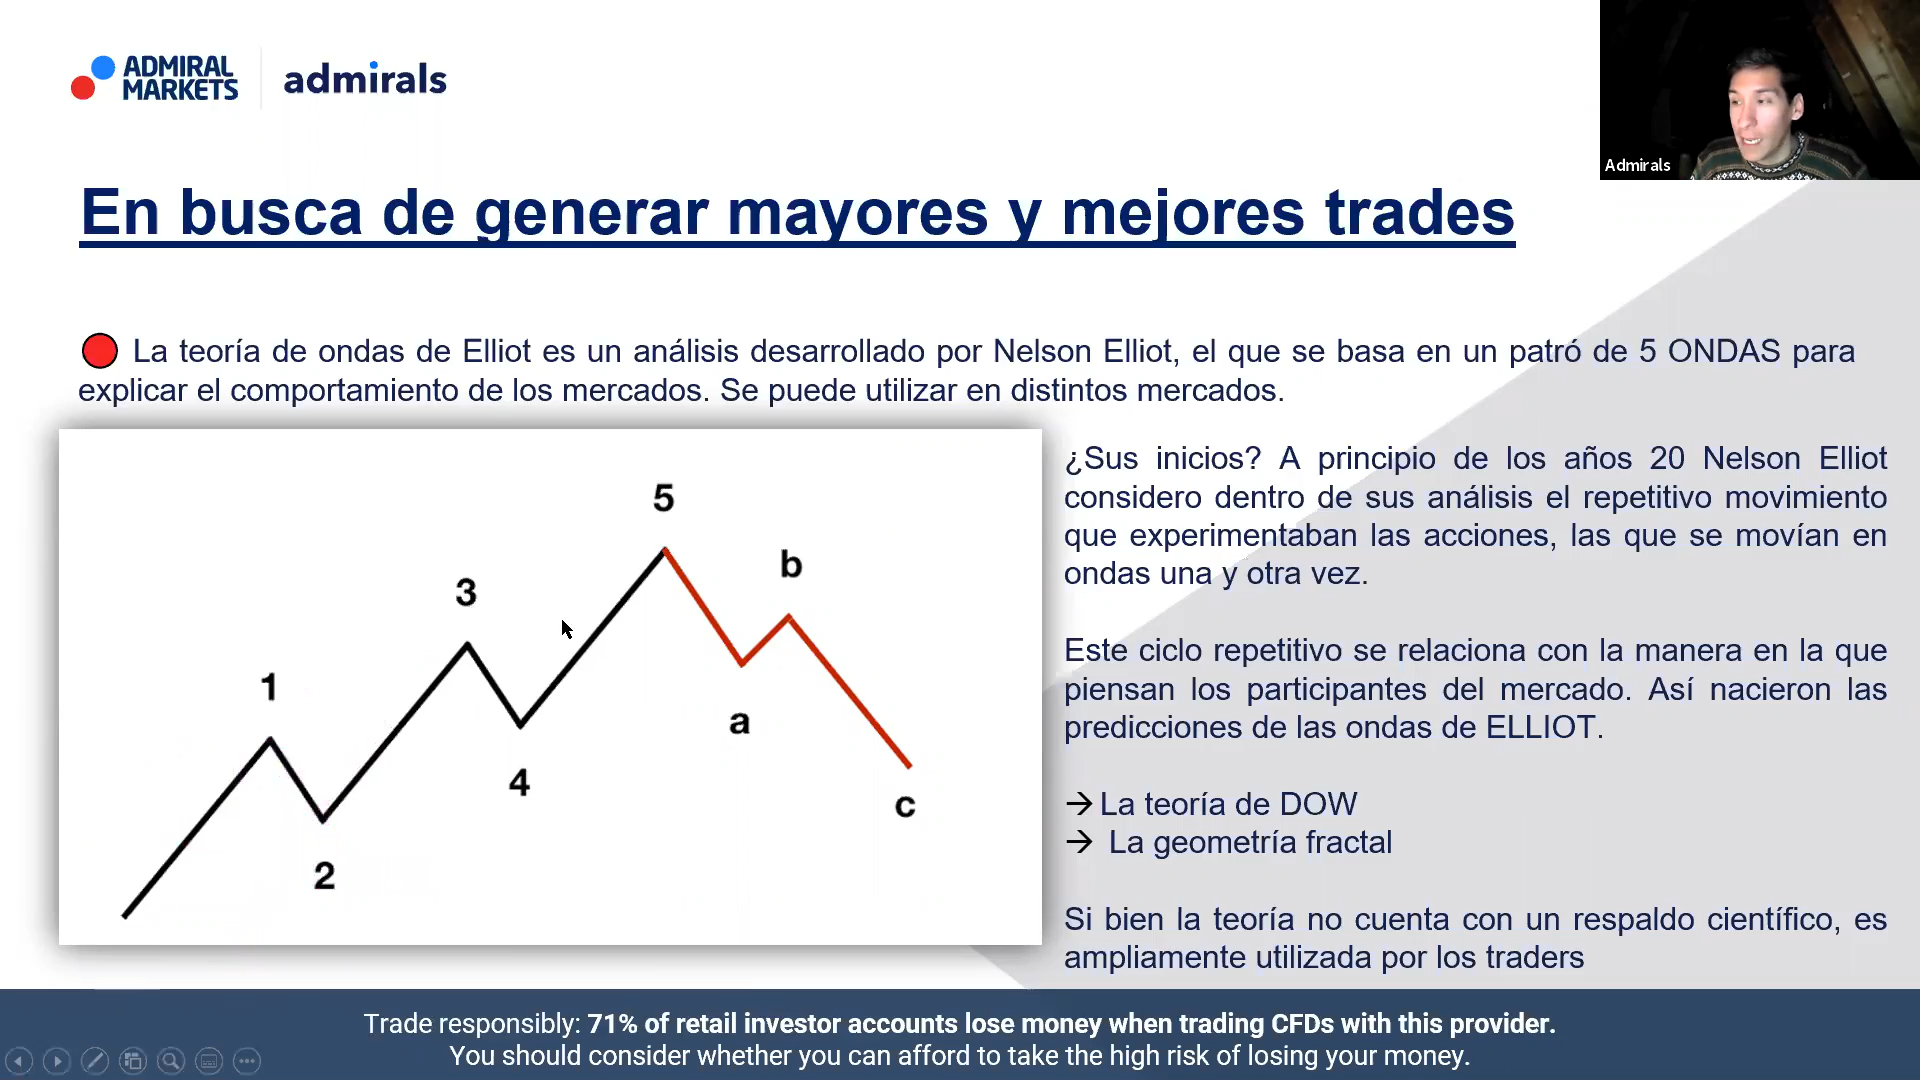 ADMIRAL
MARKETS
admirals
Admirals
En busca de generar mayores y mejores trades
La teoría de ondas de Elliot es un análisis desarrollado por Nelson Elliot, el que se basa en un patró de 5 ONDAS para
explicar el comportamiento de los mercados. Se puede utilizar en distintos mercados.
1
2
3
4
5
a
b
c
¿Sus inicios? A principio de los años 20 Nelson Elliot
considero dentro de sus análisis el repetitivo movimiento
que experimentaban las acciones, las que se movían en
ondas una y otra vez.
Este ciclo repetitivo se relaciona con la manera en la que
piensan los participantes del mercado. Así nacieron las
predicciones de las ondas de ELLIOT.
→ La teoría de DOW
→ La geometría fractal
Si bien la teoría no cuenta con un respaldo científico, es
ampliamente utilizada por los traders
Trade responsibly: 71% of retail investor accounts lose money when trading CFDs with this provider.
You should consider whether you can afford to take the high risk of losing your money.